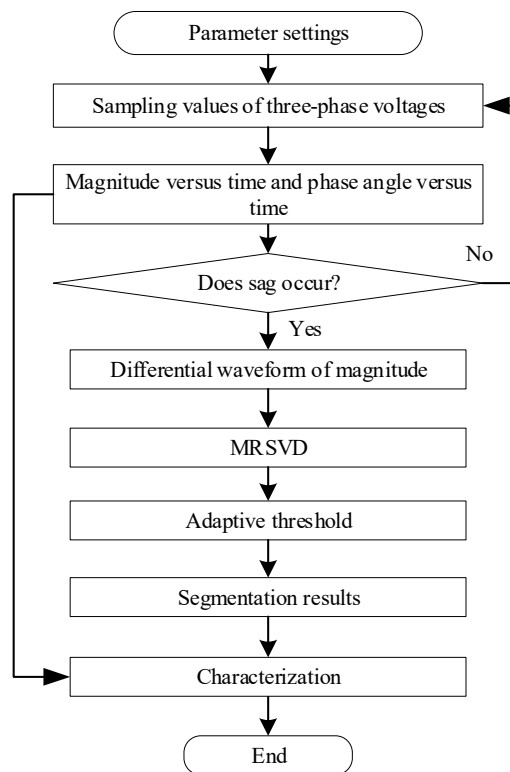 Parameter settings
Sampling values of three-phase voltages
Magnitude versus time and phase angle versus
time
No
Does sag occur?
Yes
Differential waveform of magnitude
MRSVD
Adaptive threshold
Segmentation results
Characterization
End